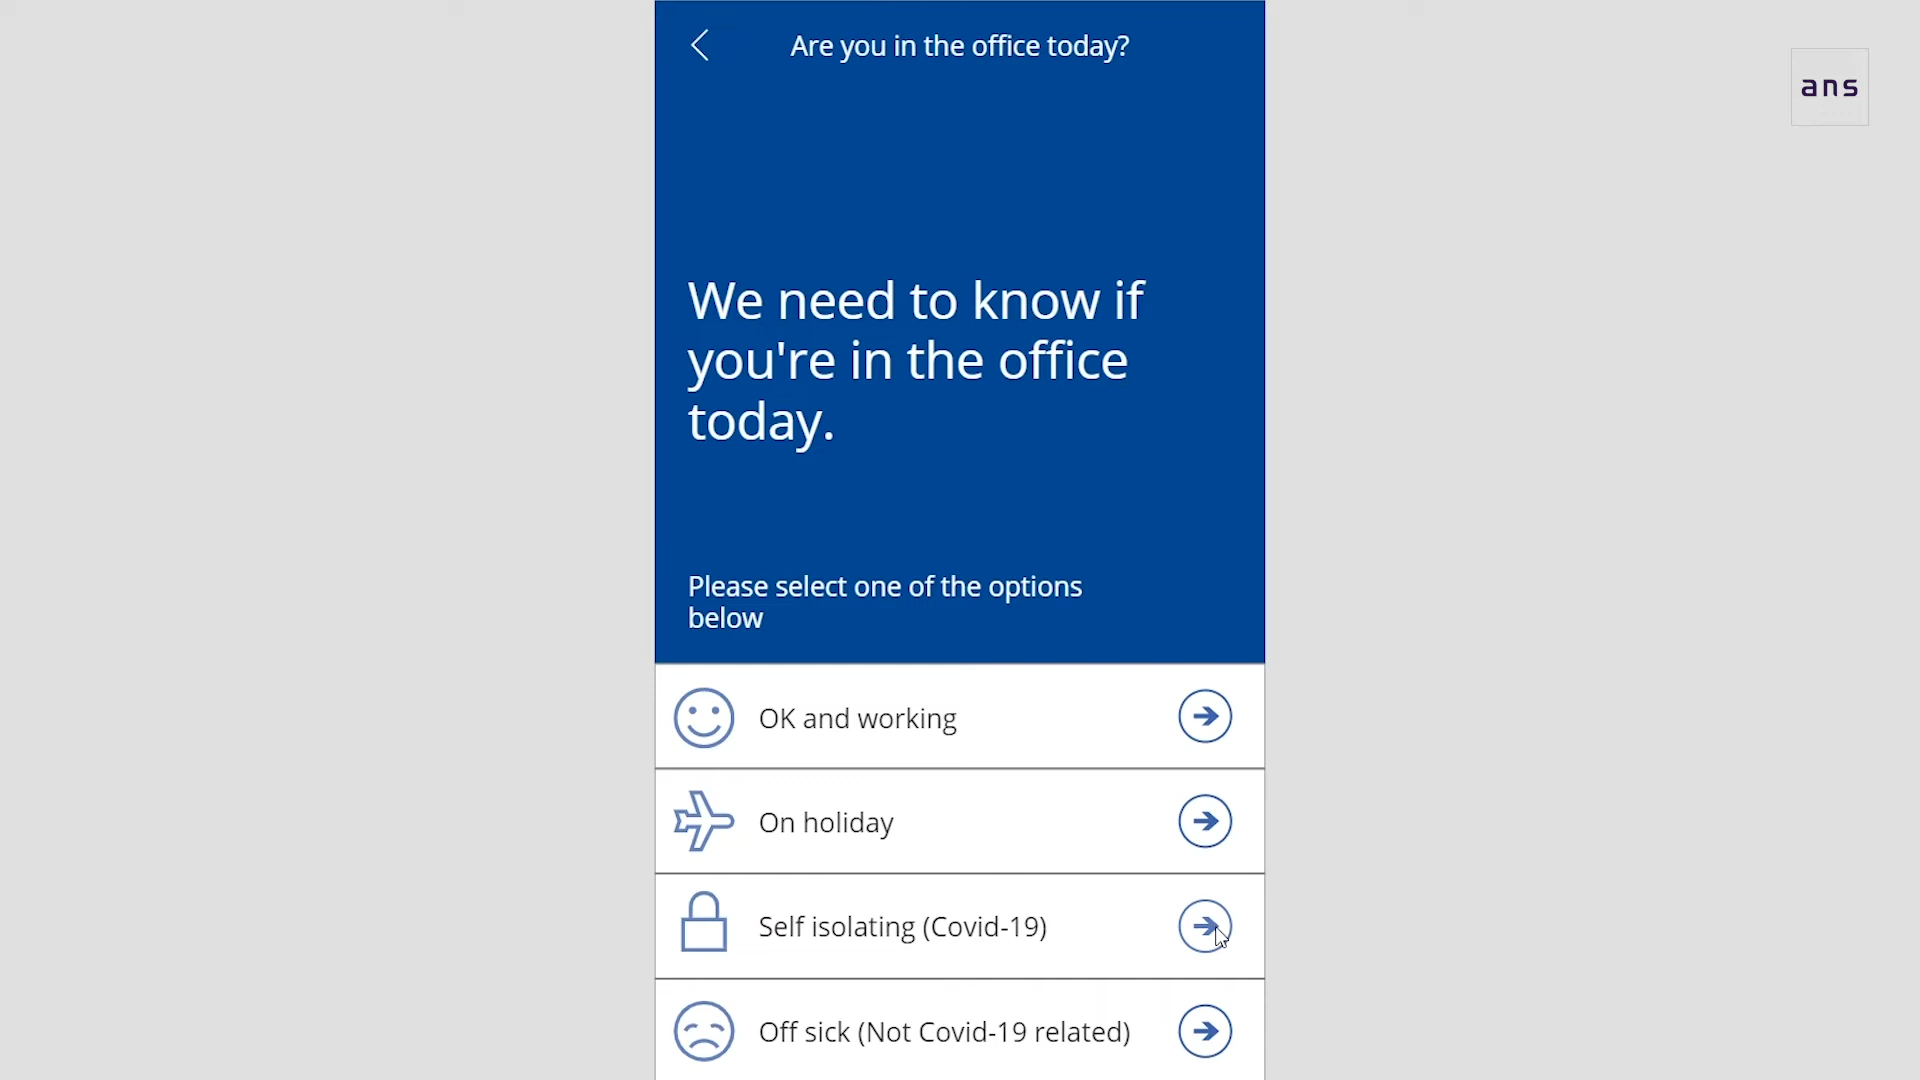 Are you in the office today?
ans
We need to know if
you're in the office
today.
Please select one of the options
below
OK and working
On holiday
Self isolating (Covid-19)
Off sick (Not Covid-19 related)